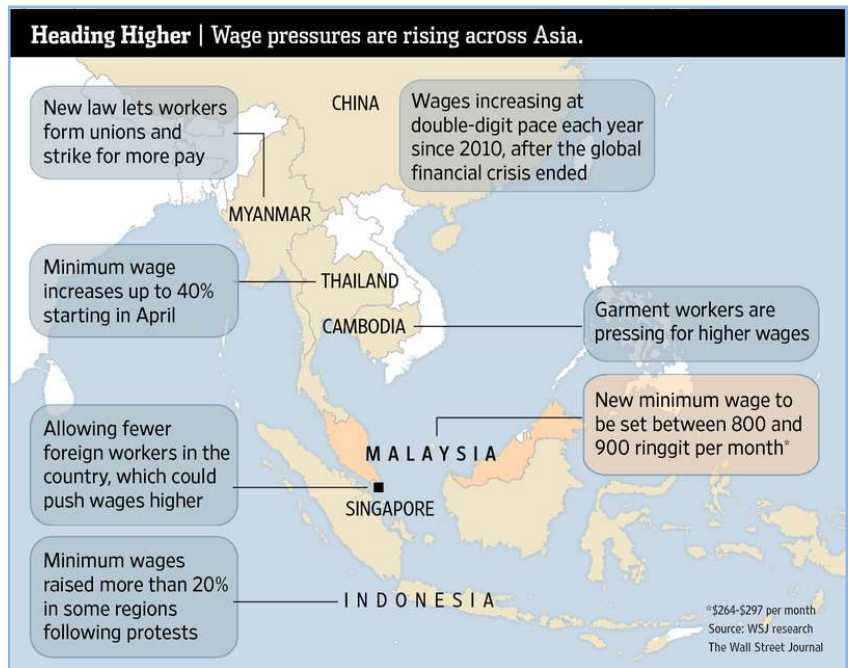 Heading Higher | Wage pressures are rising across Asia.
New law lets workers
form unions and
strike for more pay
CHINA
Wages increasing at
double-digit pace each year
since 2010, after the global
financial crisis ended
MYANMAR
Minimum wage
increases up to 40%
starting in April
THAILAND
CAMBODIA
Garment workers are
pressing for higher wages
Allowing fewer
foreign workers in the
country, which could
push wages higher
MALAYSIA
New minimum wage to
be set between 800 and
900 ringgit per month*
SINGAPORE
Minimum wages
raised more than 20%
in some regions
following protests
INDONESIA
*$264-$297 per month
Source: WSJ research
The Wall Street Journal